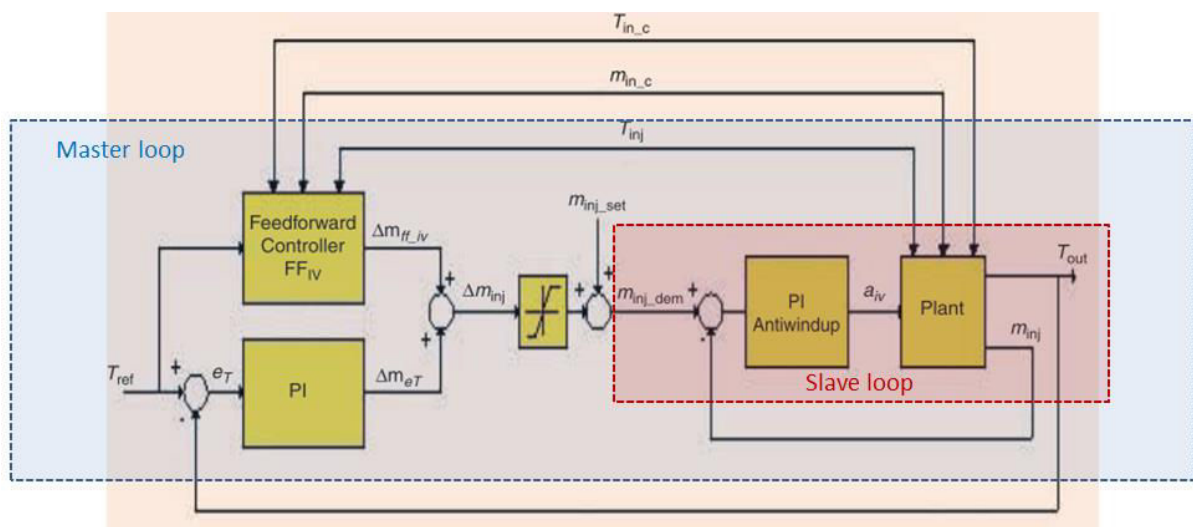 T_in_c
m_in_c
T_inj
Master loop
Feedforward
Controller
FF_IV
Δm_ff_iv
m_inj_set
T_out
+
+
+
Δm_inj
m_inj_dem
+
PI
Antiwindup
a_iv
Plant
m_inj
+
-
Slave loop
T_ref
+
e_T
PI
Δm_eT
-